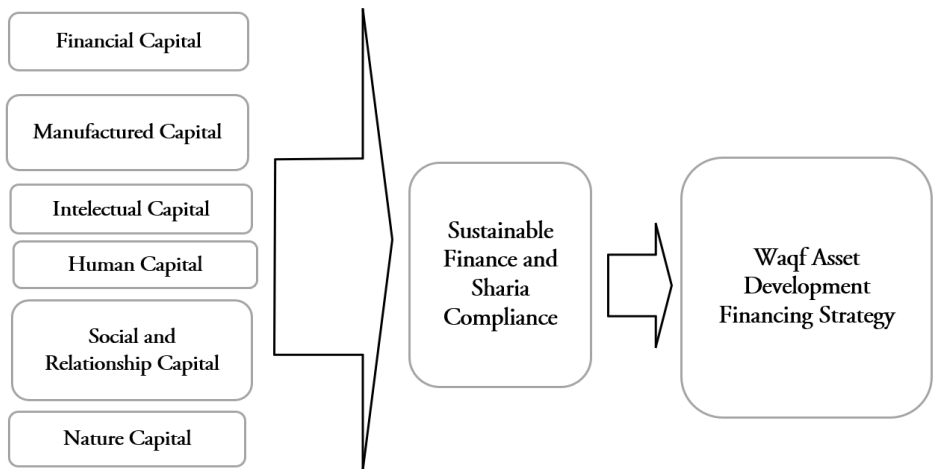 Financial Capital
Manufactured Capital
Intelectual Capital
Human Capital
Social and
Relationship Capital
Nature Capital
Sustainable
Finance and
Sharia
Compliance
Waqf Asset
Development
Financing Strategy